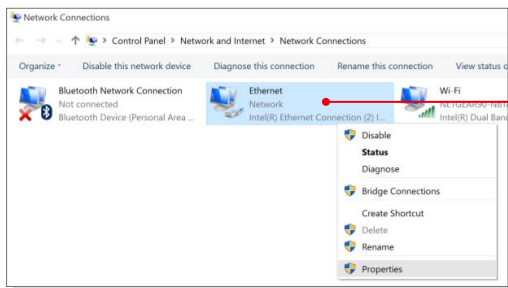 Network Connections
Control Panel > Network and Internet > Network Connections
Organize Disable this network device Diagnose this connection Rename this connection View status o
Bluetooth Network Connection
Not connected
Bluetooth Device (Personal Area ...
Ethernet
Network
Intel(R) Ethernet Connection (2) I...
Wi-Fi
Intel(R) Dual Band
Disable
Status
Diagnose
Bridge Connections
Create Shortcut
Delete
Rename
Properties